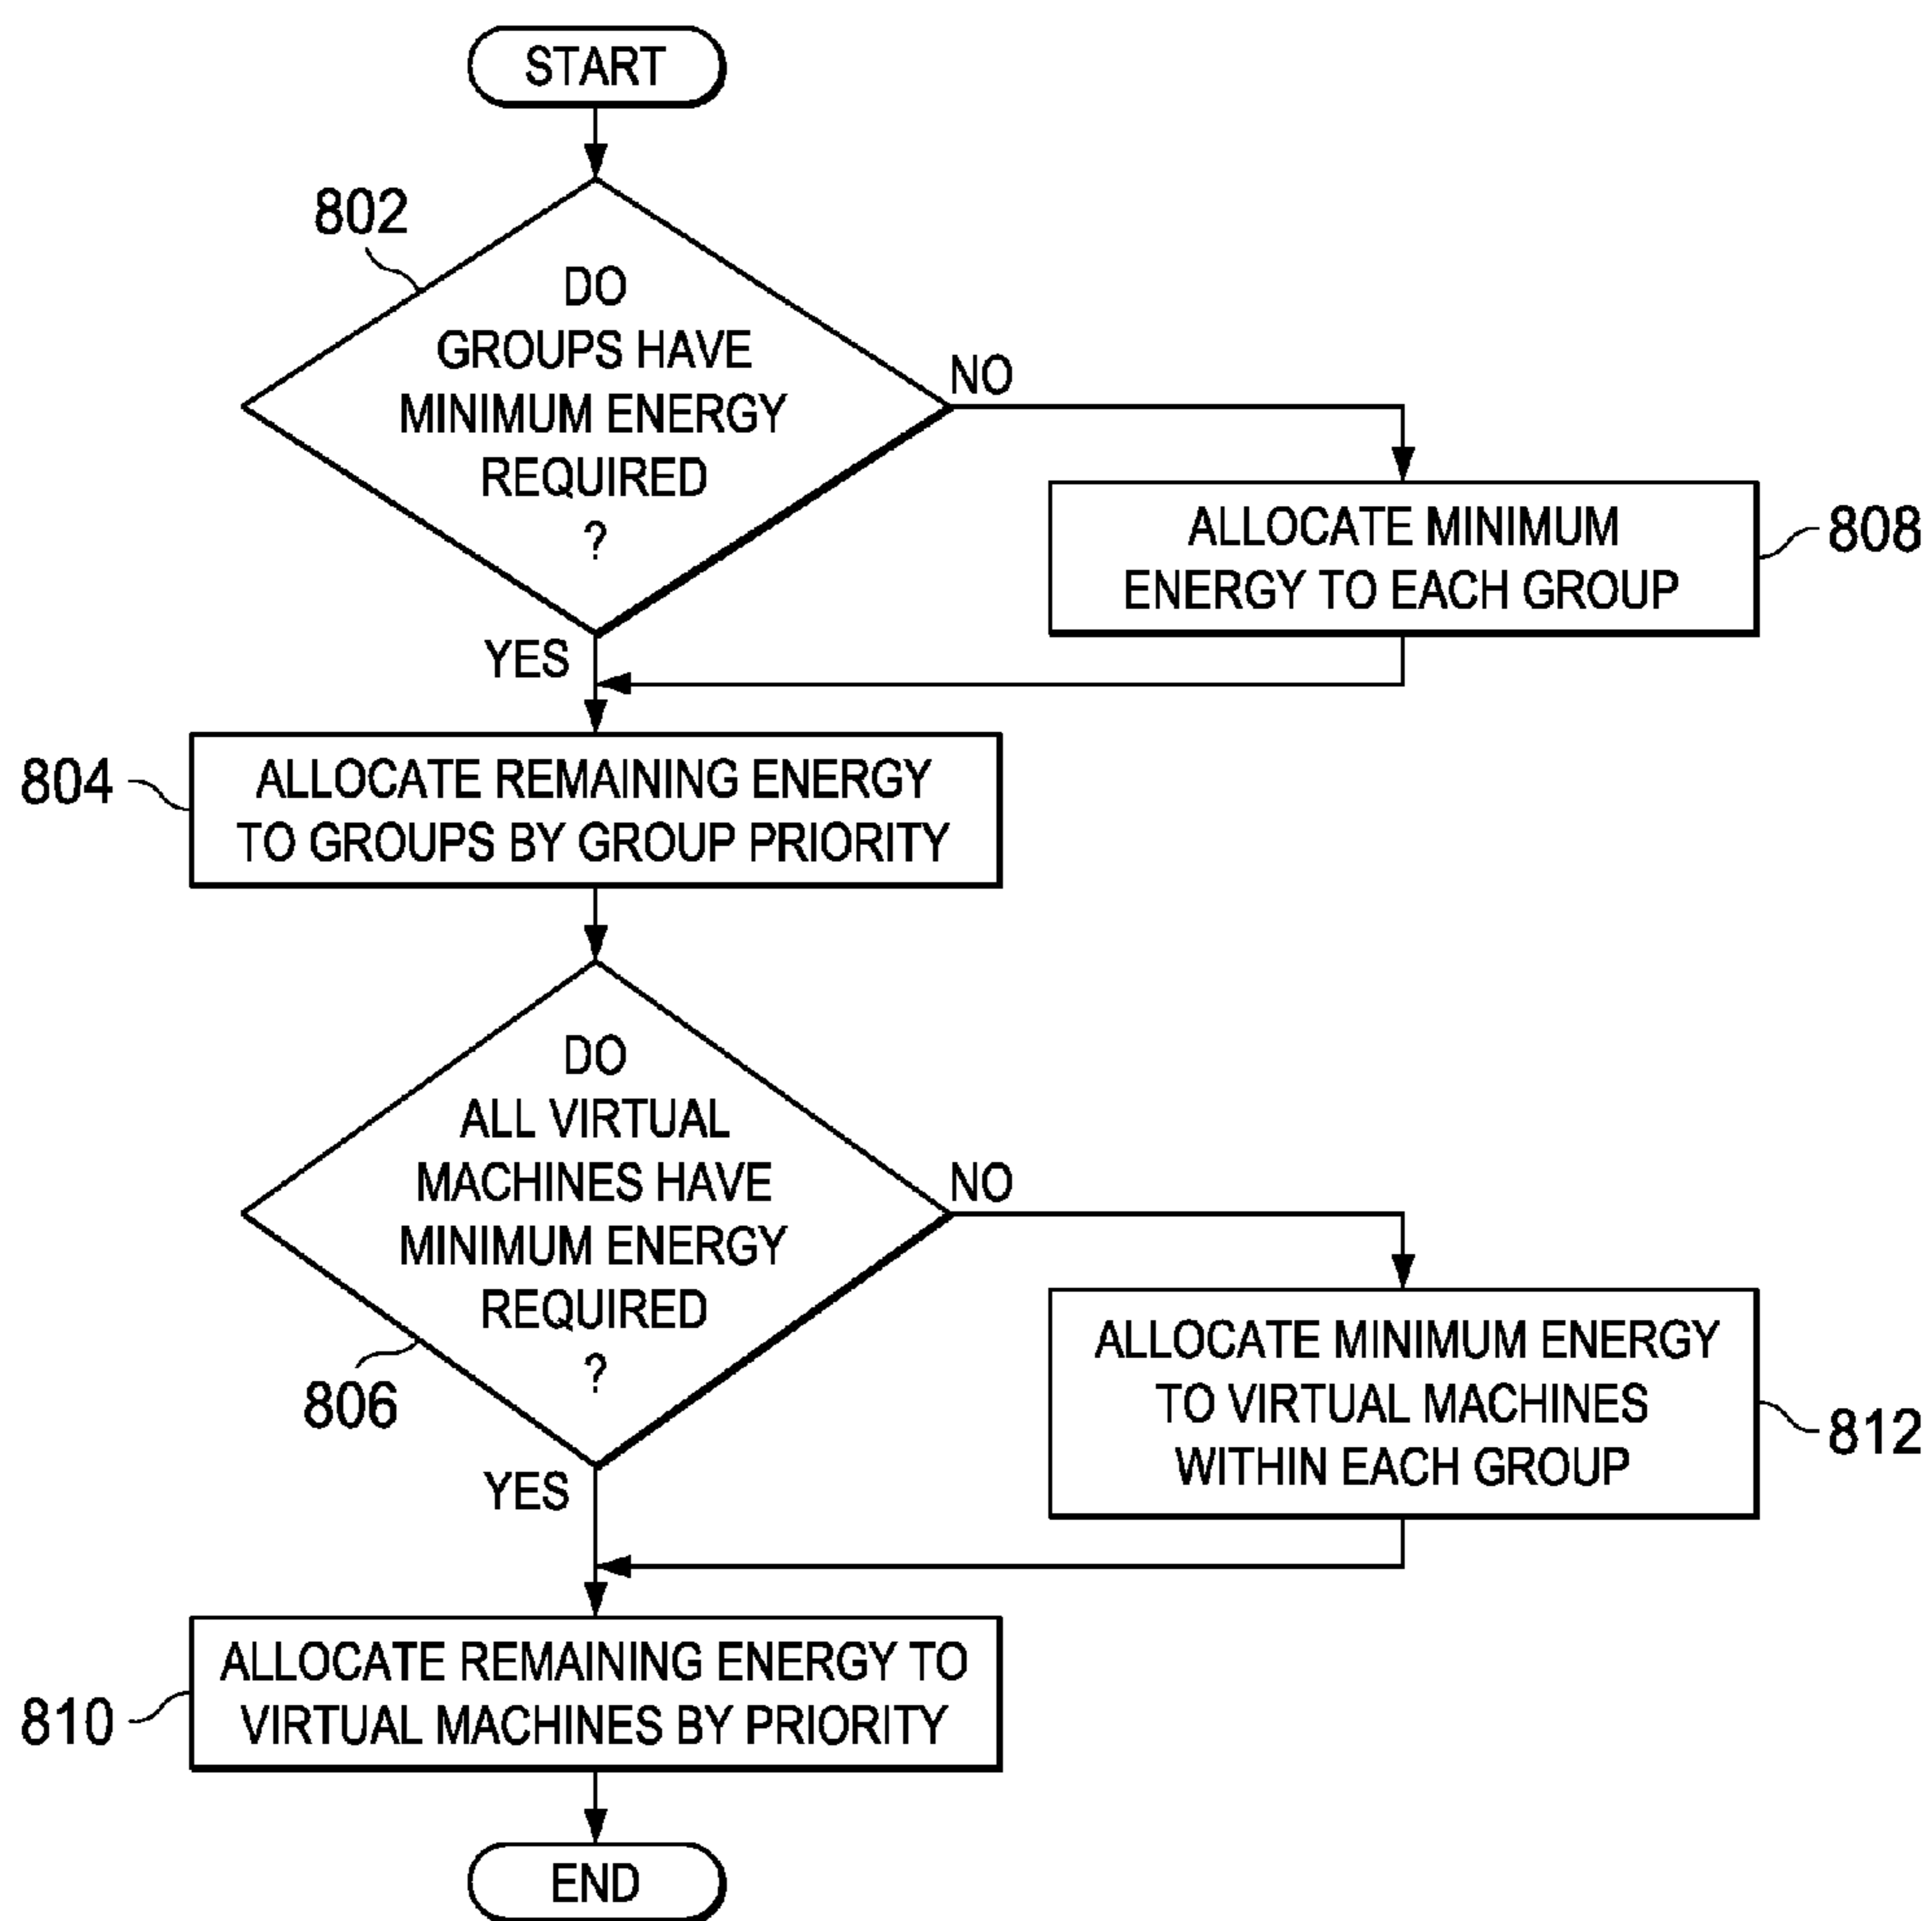 START
802
DO
GROUPS HAVE
MINIMUM ENERGY
REQUIRED
?
NO
YES
ALLOCATE MINIMUM
ENERGY TO EACH GROUP
808
804
ALLOCATE REMAINING ENERGY
TO GROUPS BY GROUP PRIORITY
DO
ALL VIRTUAL
MACHINES HAVE
MINIMUM ENERGY
REQUIRED
?
NO
806
YES
ALLOCATE MINIMUM ENERGY
TO VIRTUAL MACHINES
WITHIN EACH GROUP
812
810
ALLOCATE REMAINING ENERGY TO
VIRTUAL MACHINES BY PRIORITY
END